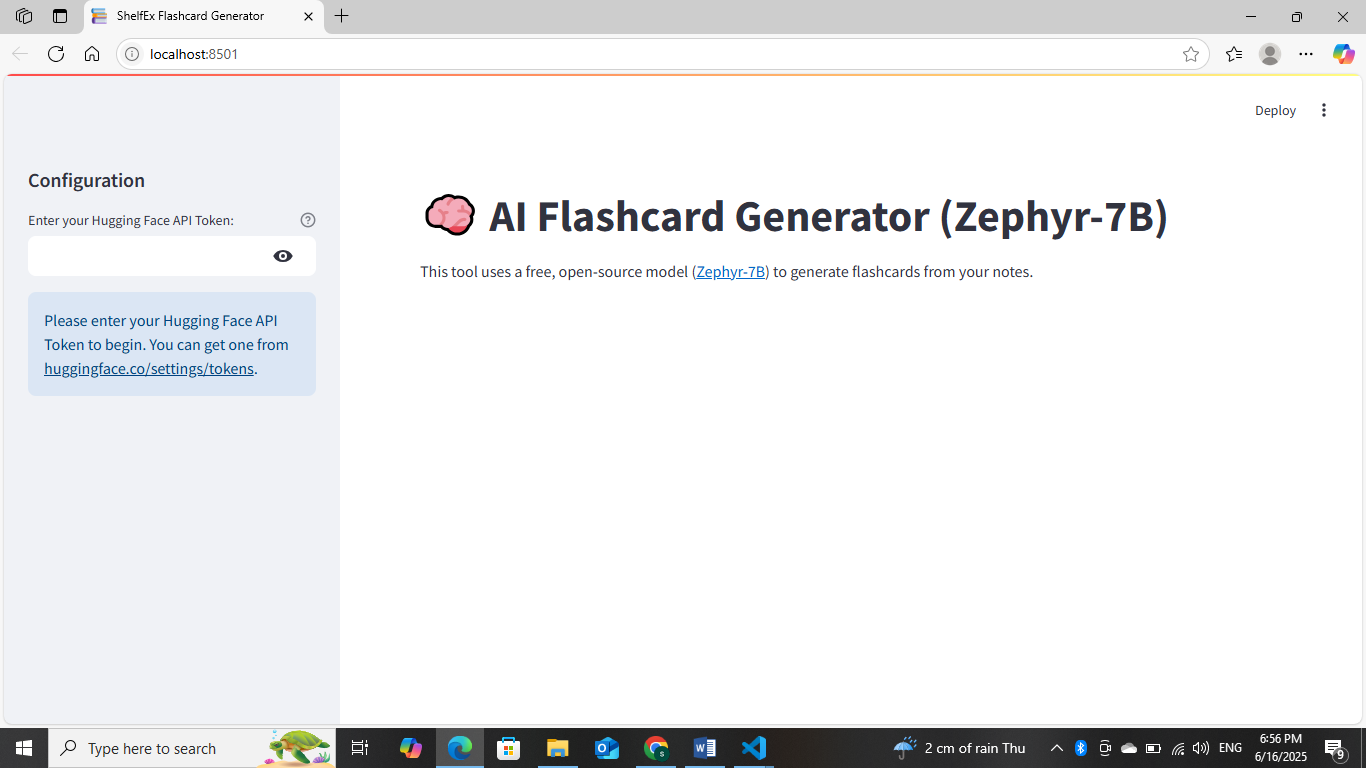 ShelfEx Flashcard Generator
localhost:8501
Deploy
Configuration
Enter your Hugging Face API Token:
Please enter your Hugging Face API
Token to begin. You can get one from
huggingface.co/settings/tokens.
AI Flashcard Generator (Zephyr-7B)
This tool uses a free, open-source model (Zephyr-7B) to generate flashcards from your notes.
Type here to search
2 cm of rain Thu
ENG
6:56 PM
6/16/2025
9